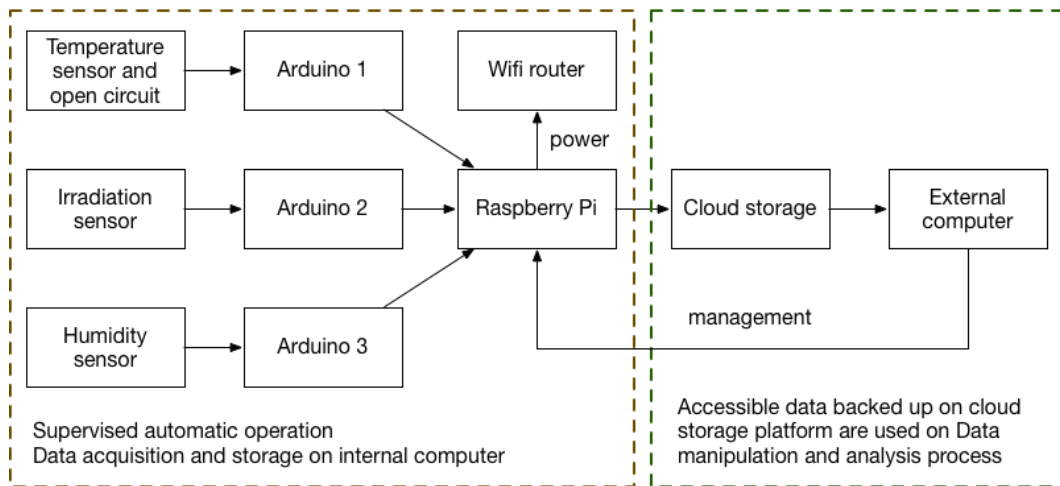 Temperature
sensor and
open circuit
Arduino 1
Wifi router
power
Irradiation
sensor
Arduino 2
Raspberry Pi
Cloud storage
External
computer
management
Humidity
sensor
Arduino 3
Supervised automatic operation
Data acquisition and storage on internal computer
Accessible data backed up on cloud
storage platform are used on Data
manipulation and analysis process